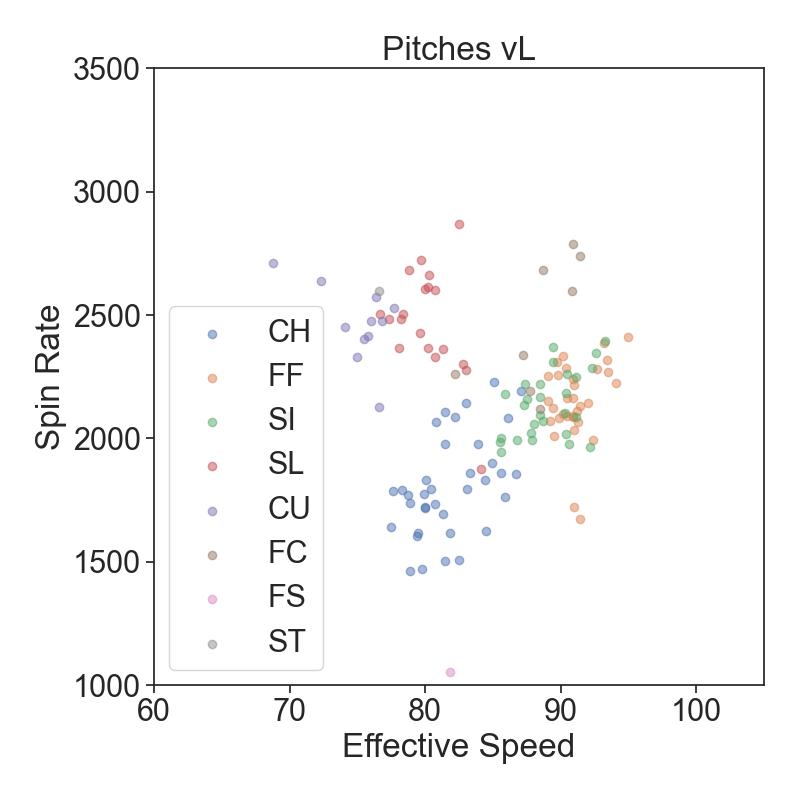 Pitches vL
3500
3000
2500
2000
1500
1000
Spin Rate
CH
FF
SI
SL
CU
FC
FS
ST
60 70 80 90 100
Effective Speed